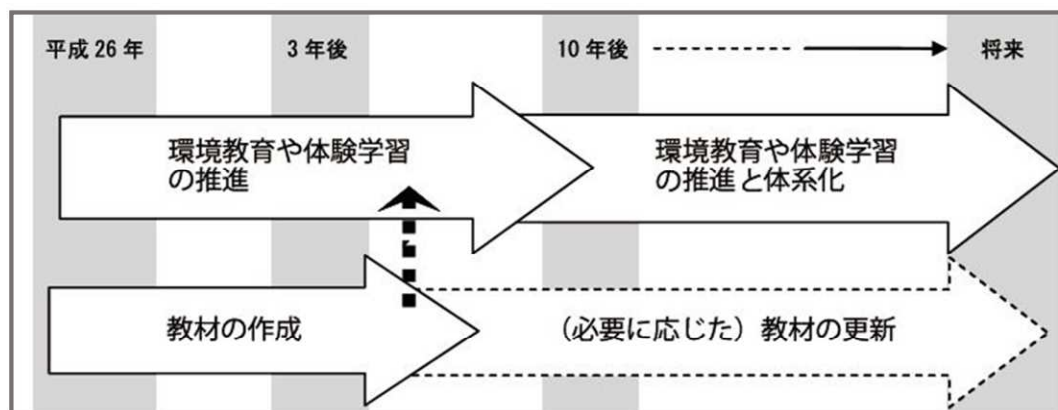 平成 26 年 3 年後 10 年後 将来
環境教育や体験学習
の推進
環境教育や体験学習
の推進と体系化
教材の作成
（必要に応じた）教材の更新